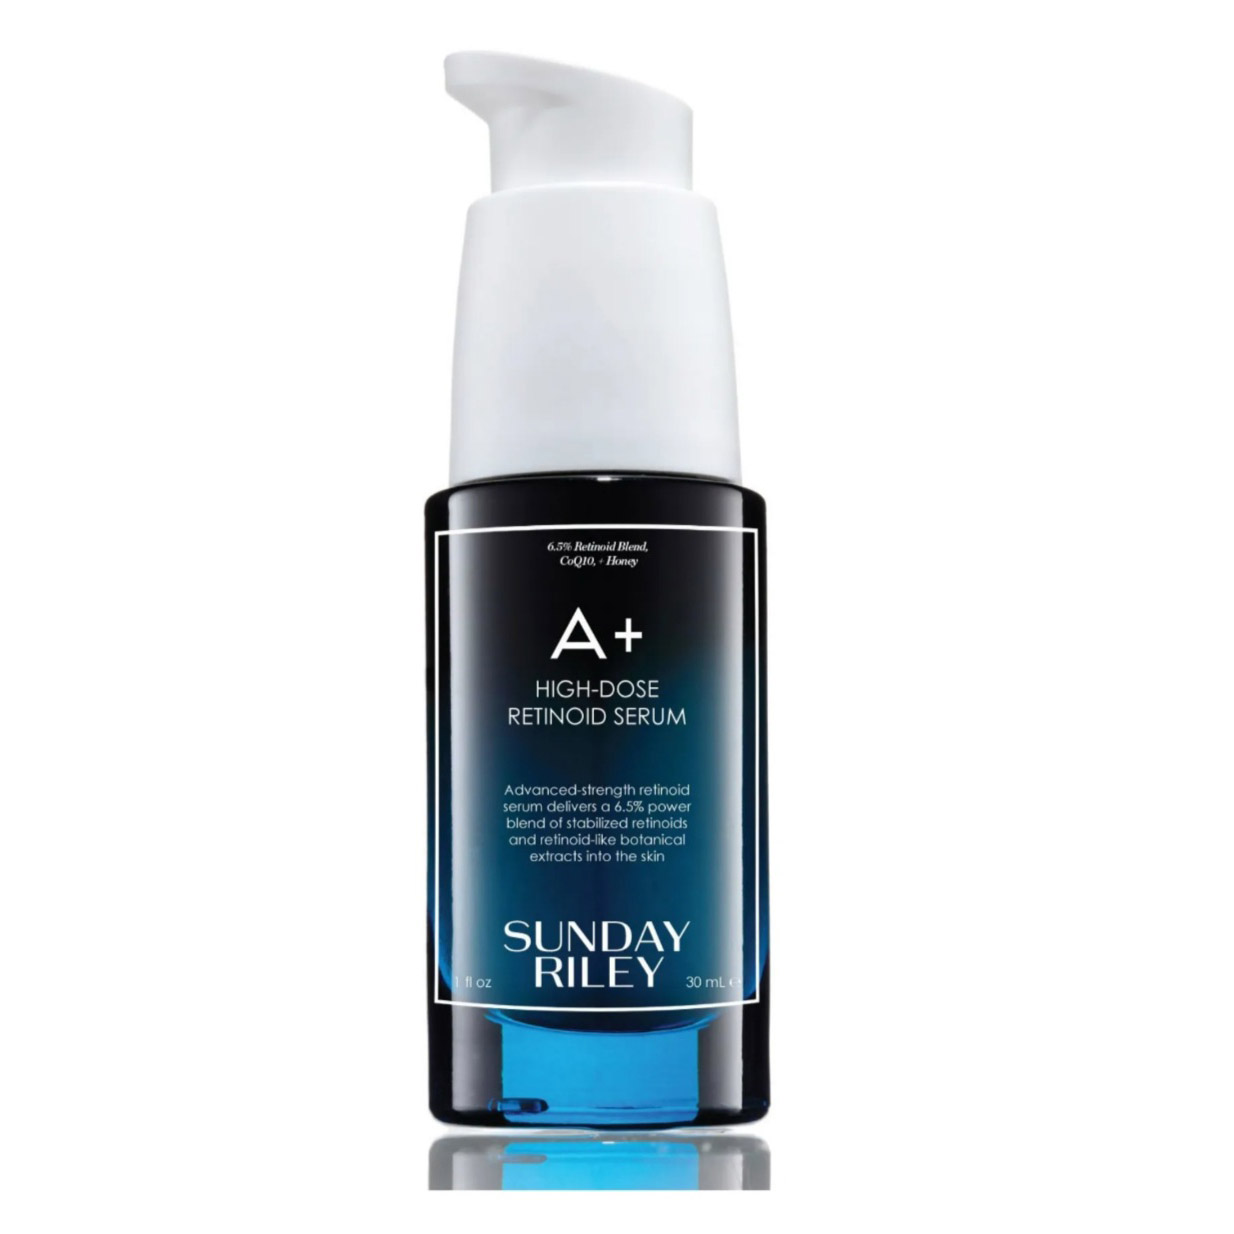 6.5% Retinoid Blend,
CoQ10, + Honey
A+
HIGH-DOSE
RETINOID SERUM
Advanced-strength retinoid
serum delivers a 6.5% power
blend of stabilized retinoids
and retinoid-like botanical
extracts into the skin
SUNDAY
RILEY
1 fl oz
30 mL e